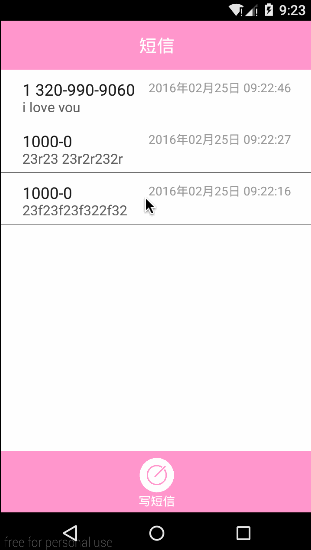 9:23
短信
1 320-990-9060 2016年02月25日 09:22:46
i love you
1000-0 2016年02月25日 09:22:27
23r23 23r2r232r
1000-0 2016年02月25日 09:22:16
23f23f23f322f32
写短信
free for personal use